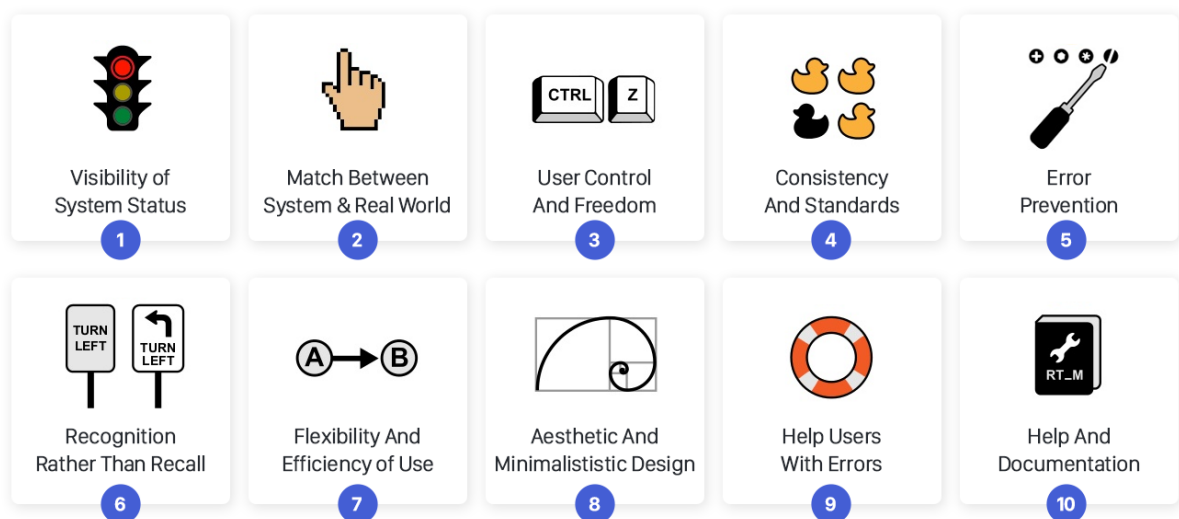 CTRL
Z
Visibility of
System Status
1
Match Between
System & Real World
2
User Control
And Freedom
3
Consistency
And Standards
4
Error
Prevention
5
TURN
LEFT
TURN
LEFT
Recognition
Rather Than Recall
6
A
B
Flexibility And
Efficiency of Use
7
Aesthetic And
Minimalististic Design
8
Help Users
With Errors
9
RT_M
Help And
Documentation
10